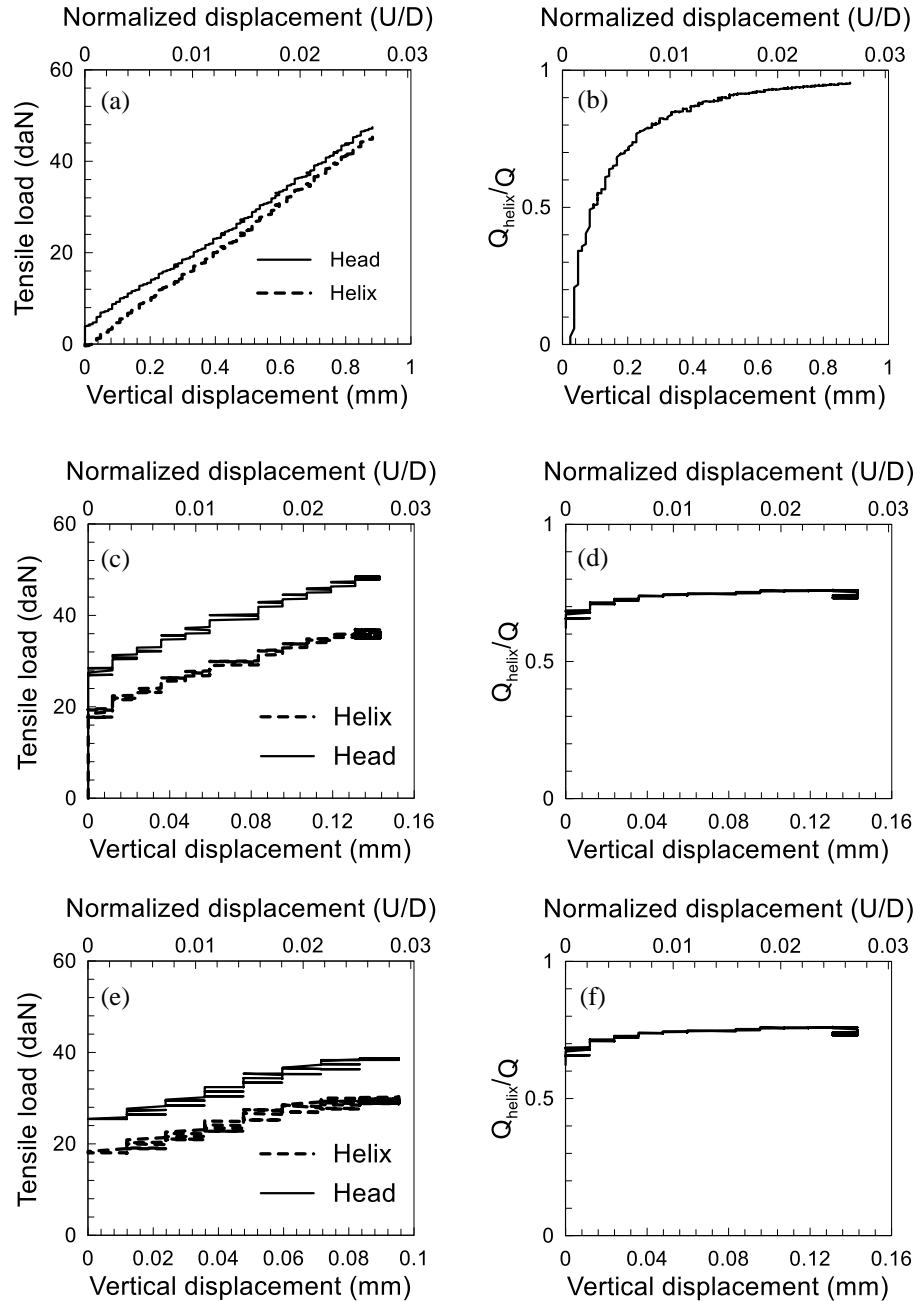 Normalized displacement (U/D)
0 0.01 0.02 0.03
60
40
20
0
Tensile load (daN)
(a)
Head
Helix
0 0.2 0.4 0.6 0.8 1
Vertical displacement (mm)
Normalized displacement (U/D)
0 0.01 0.02 0.03
1
0.5
0
Qhelix/Q
(b)
0 0.2 0.4 0.6 0.8 1
Vertical displacement (mm)
Normalized displacement (U/D)
0 0.01 0.02 0.03
60
40
20
0
Tensile load (daN)
(c)
Helix
Head
0 0.04 0.08 0.12 0.16
Vertical displacement (mm)
Normalized displacement (U/D)
0 0.01 0.02 0.03
1
0.5
0
Qhelix/Q
(d)
0 0.04 0.08 0.12 0.16
Vertical displacement (mm)
Normalized displacement (U/D)
0 0.01 0.02 0.03
60
40
20
0
Tensile load (daN)
(e)
Helix
Head
0 0.02 0.04 0.06 0.08 0.1
Vertical displacement (mm)
Normalized displacement (U/D)
0 0.01 0.02 0.03
1
0.5
0
Qhelix/Q
(f)
0 0.04 0.08 0.12 0.16
Vertical displacement (mm)